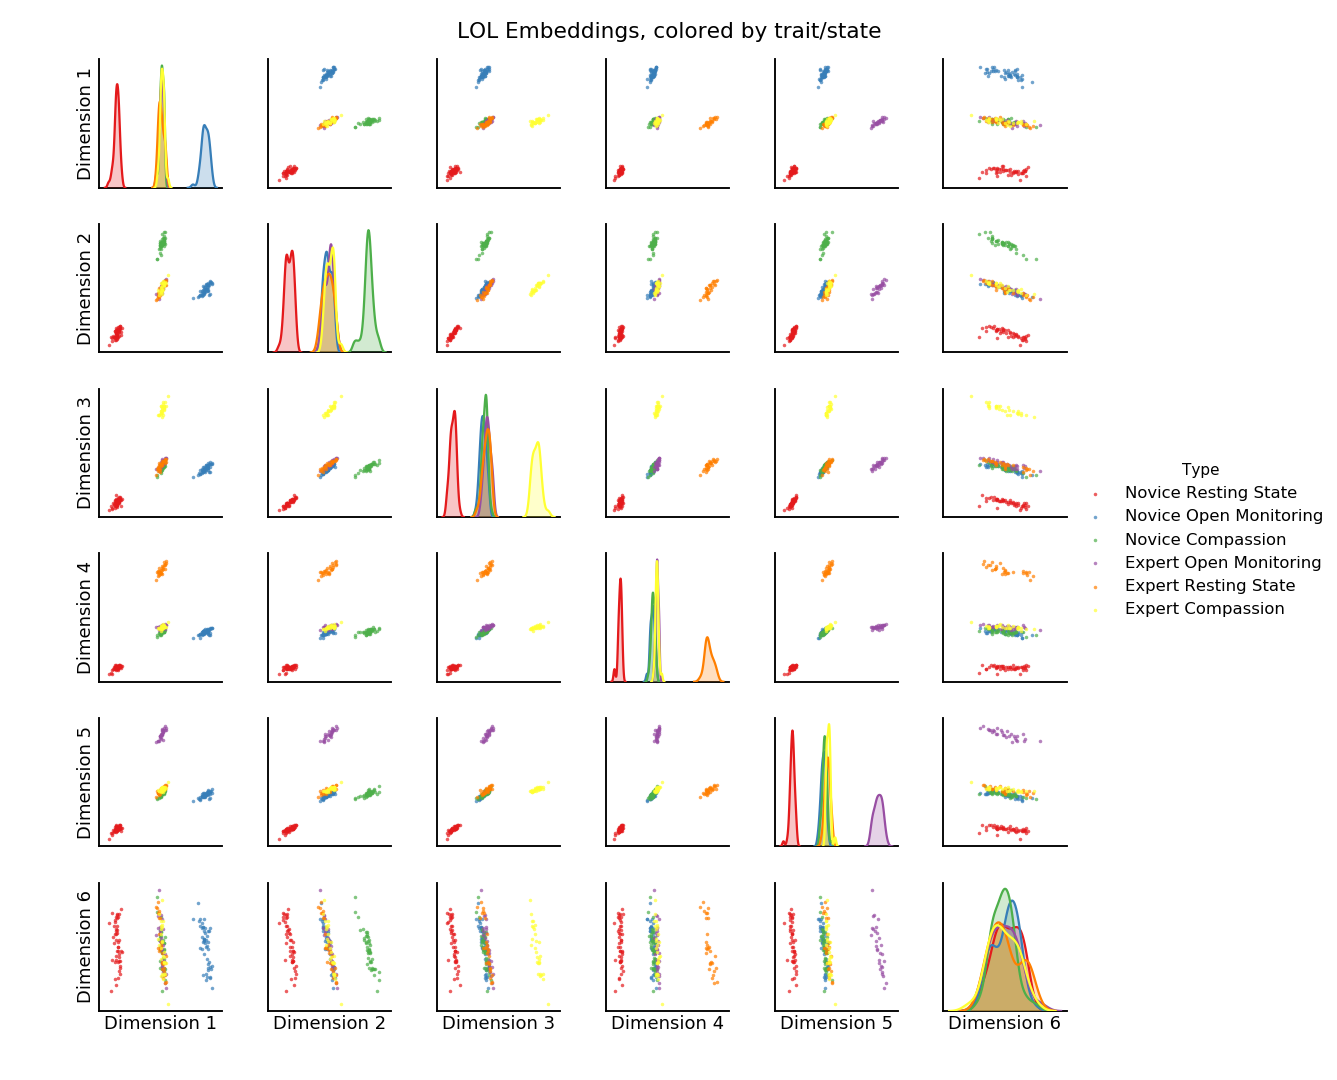 LOL Embeddings, colored by trait/state
Dimension 1
Dimension 2
Dimension 3
Dimension 4
Dimension 5
Dimension 6
Type
Novice Resting State
Novice Open Monitoring
Novice Compassion
Expert Open Monitoring
Expert Resting State
Expert Compassion
Dimension 1
Dimension 2
Dimension 3
Dimension 4
Dimension 5
Dimension 6